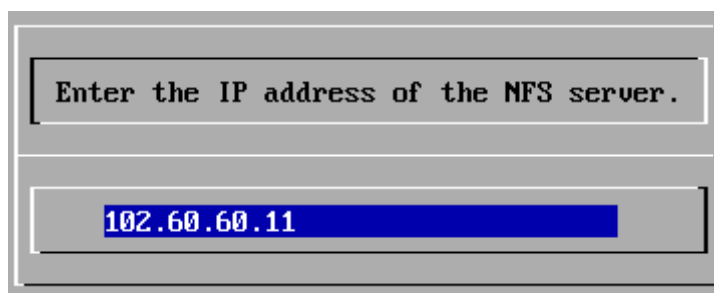 Enter the IP address of the NFS server.
102.60.60.11